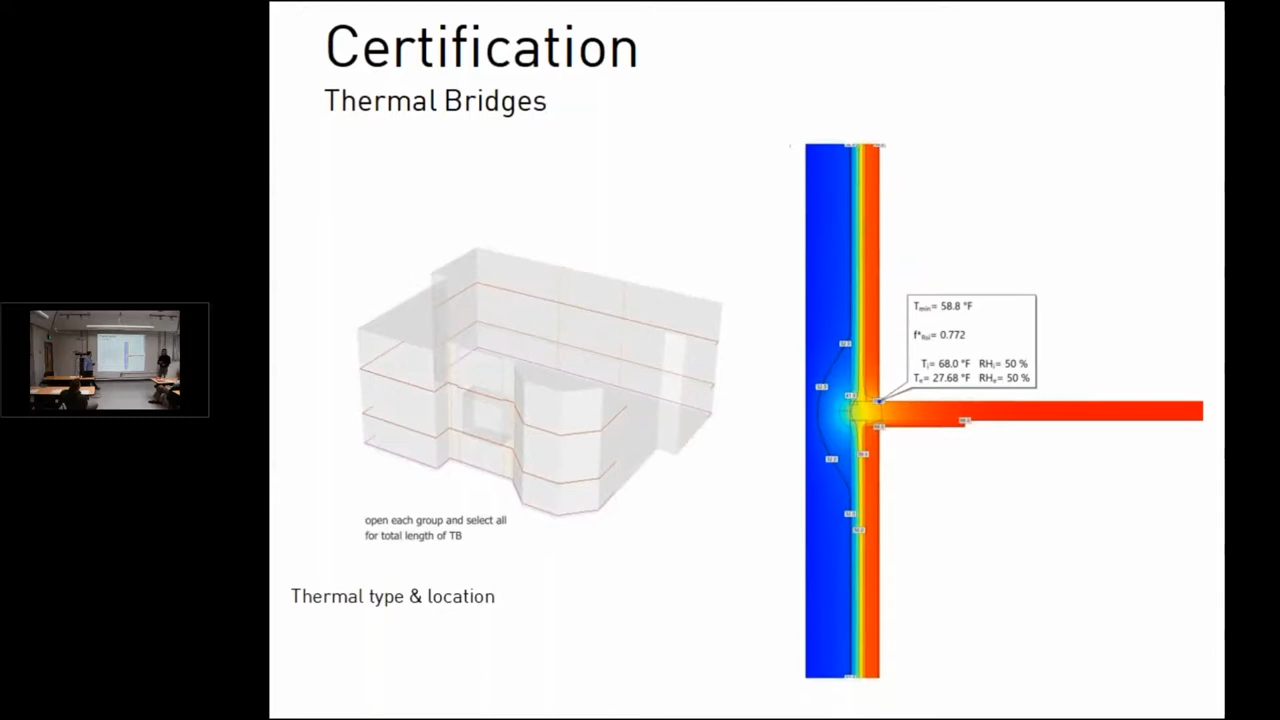 Certification
Thermal Bridges
Tmin= 58.8 °F
f*Rsi= 0.772
Ti= 68.0 °F RHi= 50 %
Te= 27.68 °F RHe= 50 %
open each group and select all
for total length of TB
Thermal type & location